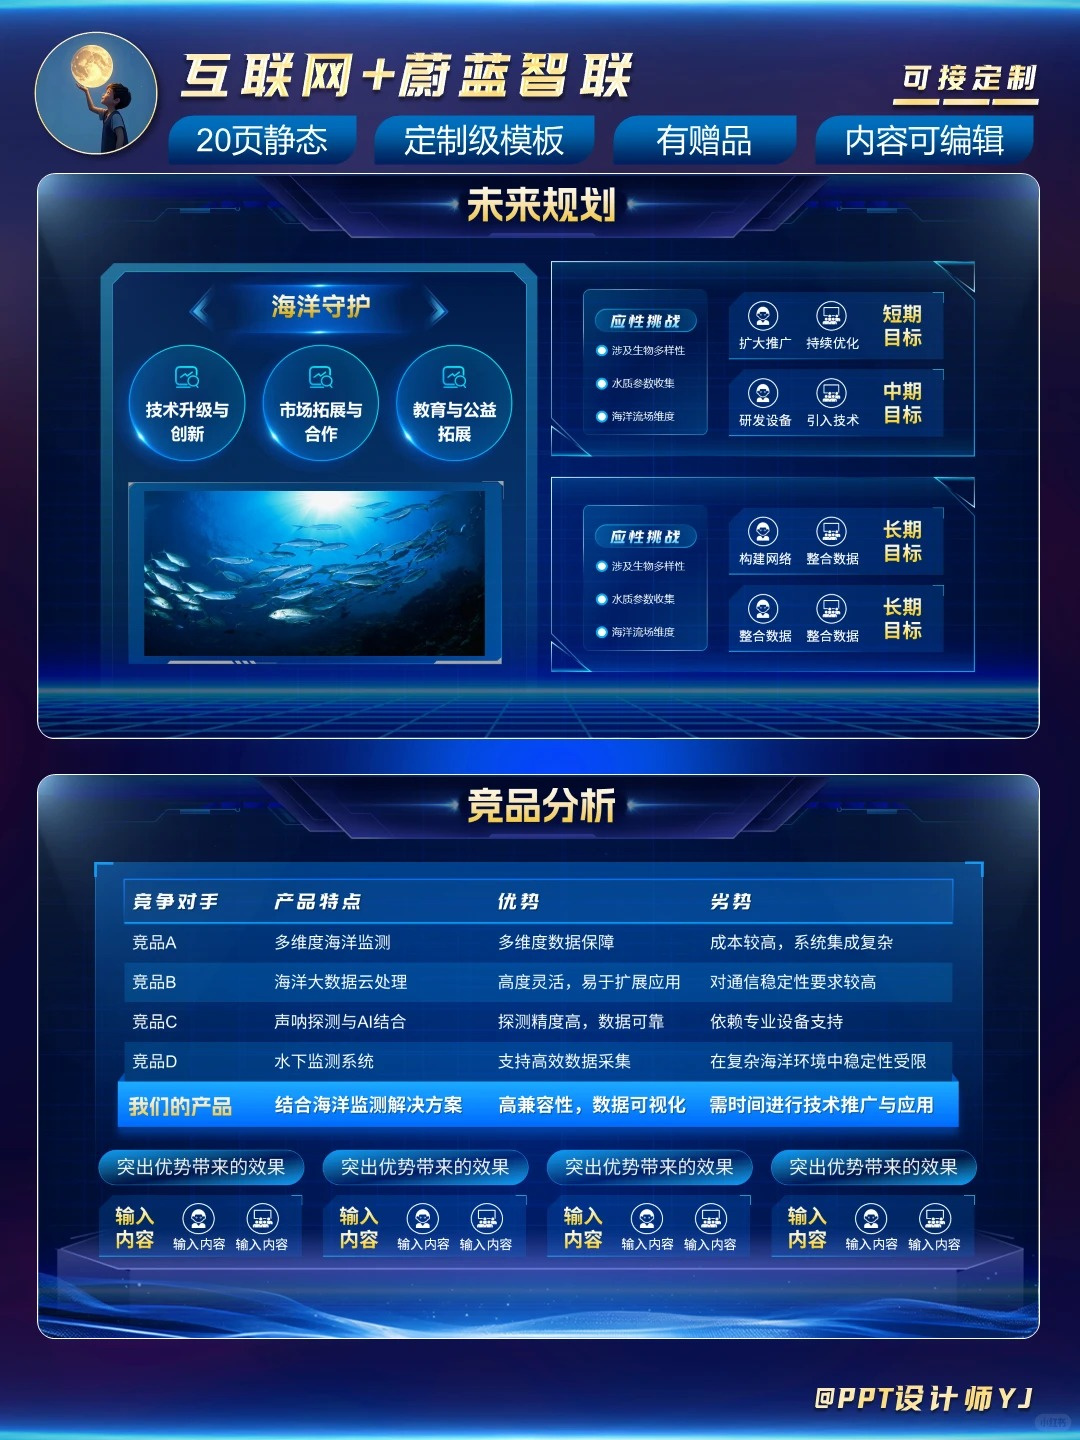 互联网+蔚蓝智联
可接定制
20页静态
定制级模板
有赠品
内容可编辑
未来规划
海洋守护
技术升级与
创新
市场拓展与
合作
教育与公益
拓展
应性挑战
涉及生物多样性
水质参数收集
海洋流场维度
扩大推广
持续优化
短期
目标
研发设备
引入技术
中期
目标
应性挑战
涉及生物多样性
水质参数收集
海洋流场维度
构建网络
整合数据
长期
目标
整合数据
整合数据
长期
目标
竞品分析
竞争对手 产品特点 优势 劣势
竞品A 多维度海洋监测 多维度数据保障 成本较高，系统集成复杂
竞品B 海洋大数据云处理 高度灵活，易于扩展应用 对通信稳定性要求较高
竞品C 声呐探测与AI结合 探测精度高，数据可靠 依赖专业设备支持
竞品D 水下监测系统 支持高效数据采集 在复杂海洋环境中稳定性受限
我们的产品 结合海洋监测解决方案 高兼容性，数据可视化 需时间进行技术推广与应用
突出优势带来的效果
突出优势带来的效果
突出优势带来的效果
突出优势带来的效果
输入
内容
输入内容
输入内容
输入
内容
输入内容
输入内容
输入
内容
输入内容
输入内容
输入
内容
输入内容
输入内容
@PPT设计师YJ
小红书